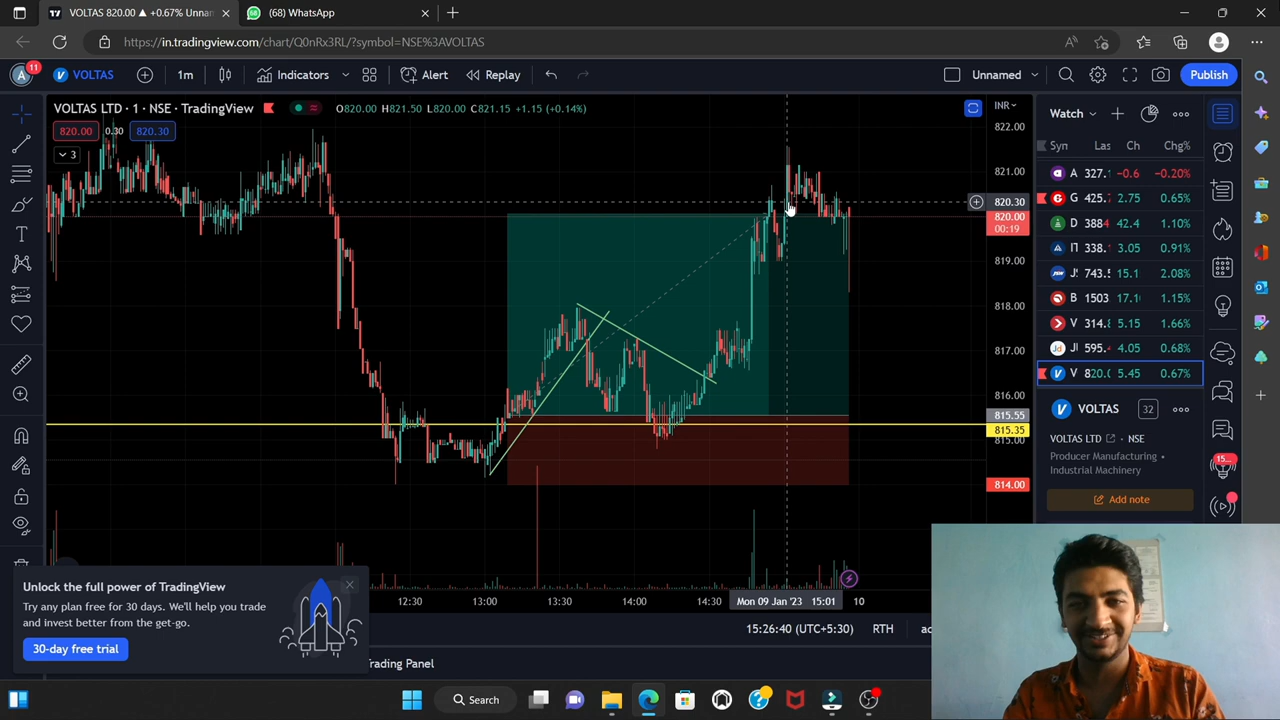 VOLTAS 820.00 ▲ +0.67% Unnam
(68) WhatsApp
https://in.tradingview.com/chart/Q0nRx3RL/?symbol=NSE%3AVOLTAS
A 11
VOLTAS
1m
Indicators
Alert
Replay
Unnamed
Publish
VOLTAS LTD · 1 · NSE · TradingView
O820.00 H821.50 L820.00 C821.15 +1.15 (+0.14%)
820.00 0.30 820.30
3
INR
822.00
821.00
820.30
820.00
00:19
819.00
818.00
817.00
816.00
815.55
815.35
815.00
814.00
Watch
Syn Las Ch Chg%
A 327. -0.6 -0.20%
G 425. 2.75 0.65%
D 3884 42.4 1.10%
I 338. 3.05 0.91%
J 743.5 15.1 2.08%
B 1503 17.1 1.15%
V 314.8 5.15 1.66%
JI 595. 4.05 0.68%
V 820.0 5.45 0.67%
VOLTAS 32
VOLTAS LTD · NSE
Producer Manufacturing •
Industrial Machinery
Add note
12:30
13:00
13:30
14:00
14:30
Mon 09 Jan '23 15:01
10
15:26:40 (UTC+5:30)
RTH
Unlock the full power of TradingView
Try any plan free for 30 days. We'll help you trade
and invest better from the get-go.
30-day free trial
Trading Panel
Search